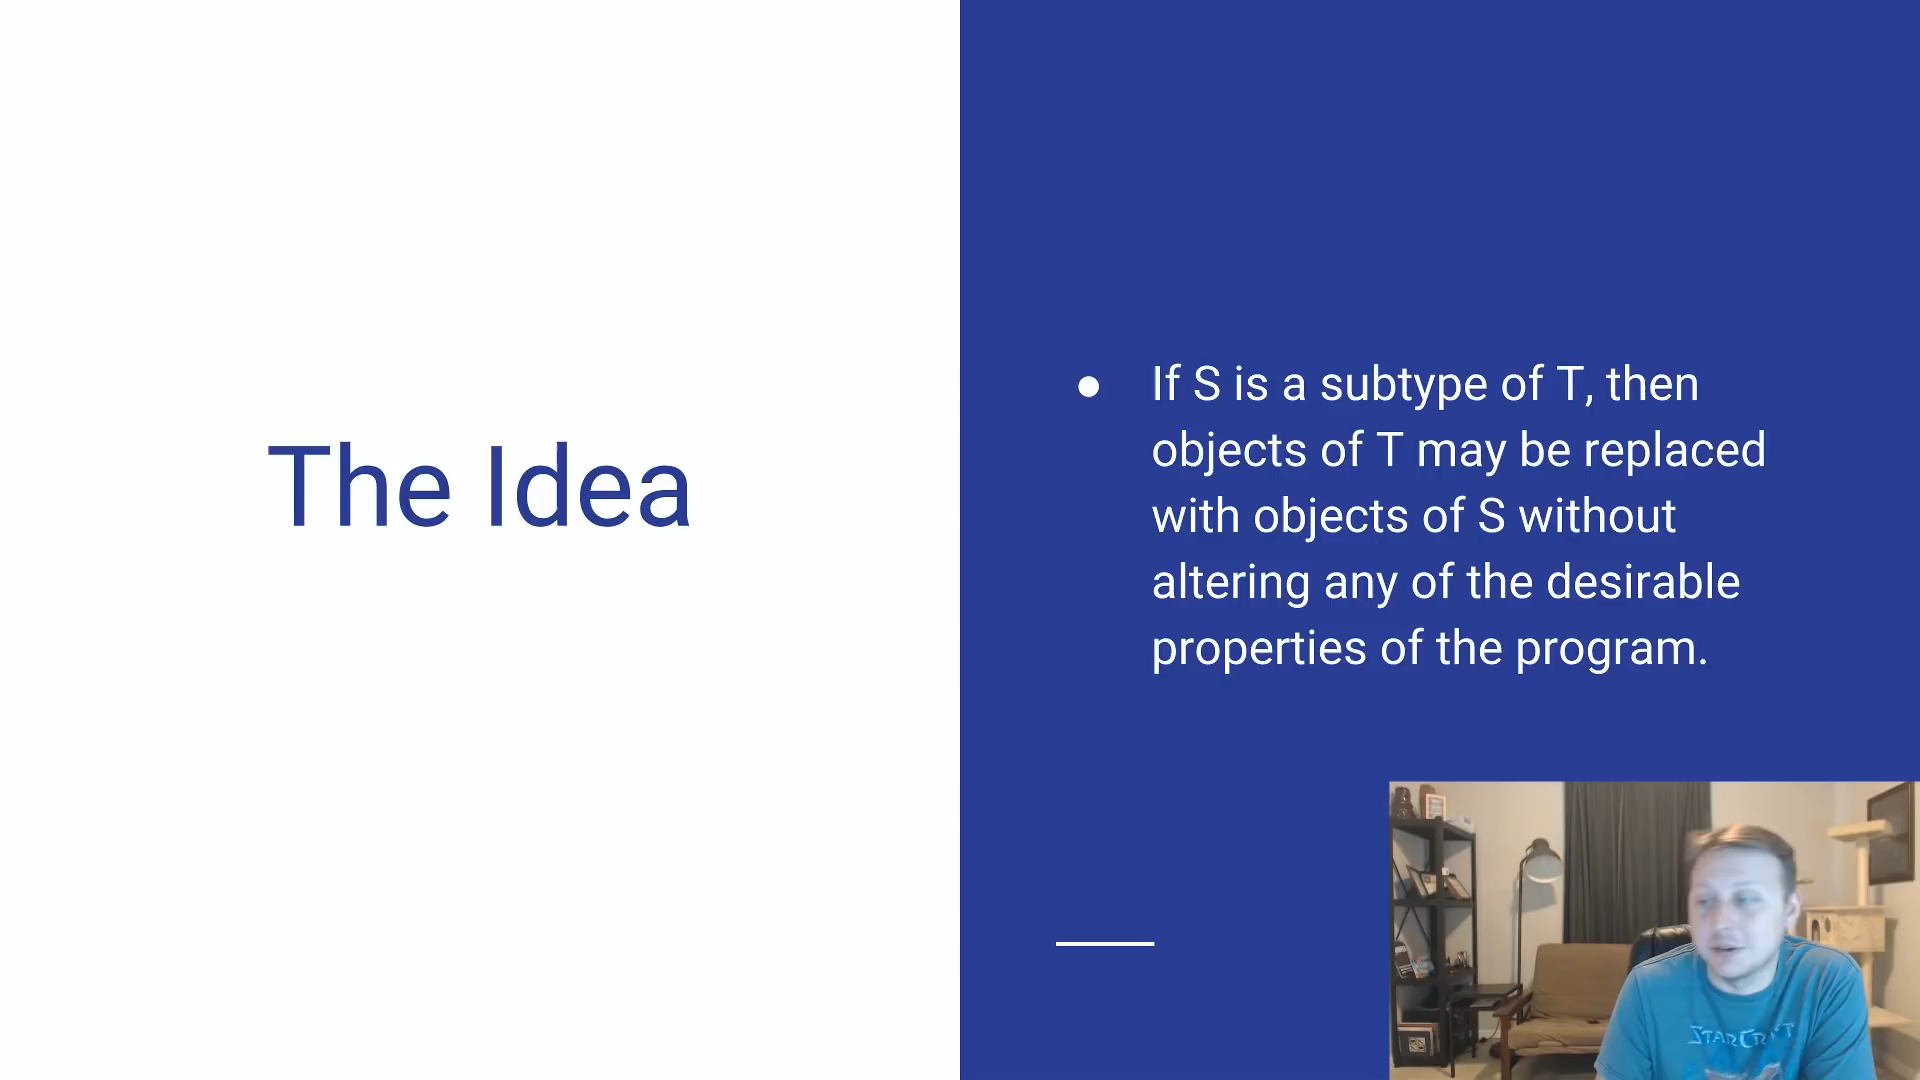 The Idea
● If S is a subtype of T, then
objects of T may be replaced
with objects of S without
altering any of the desirable
properties of the program.
STARCRAFT